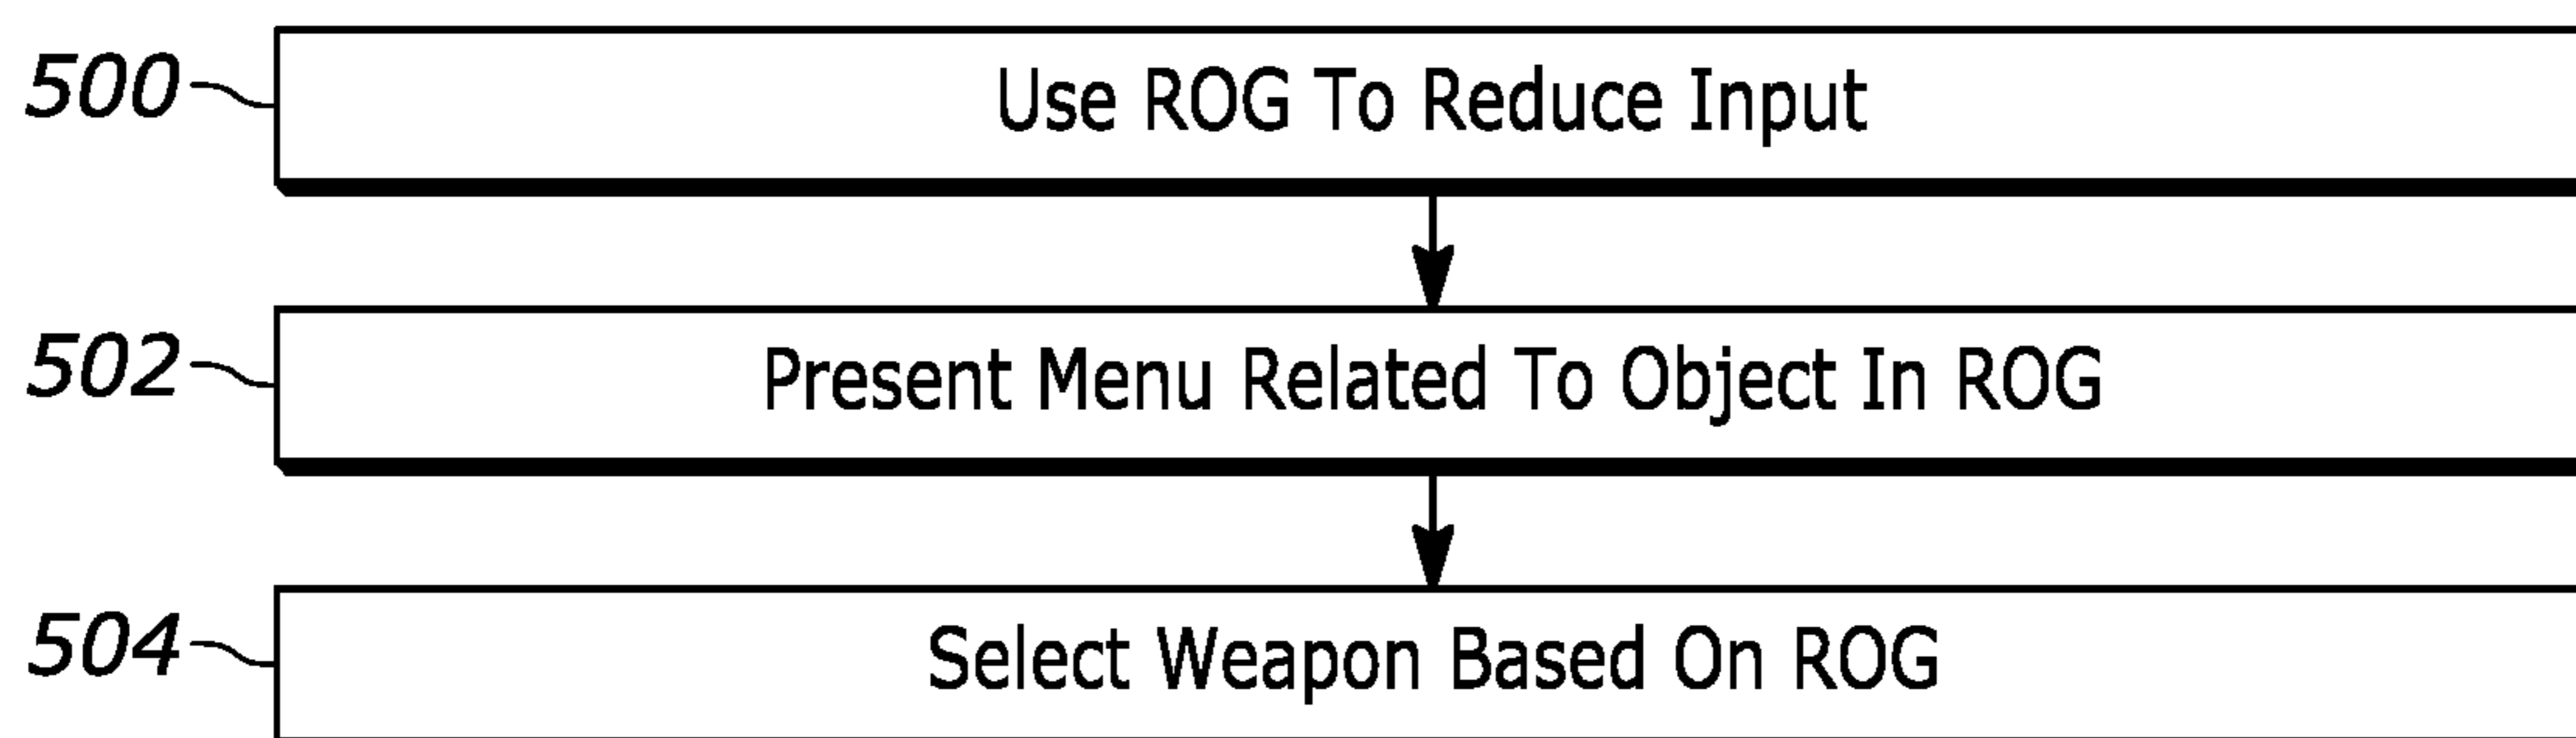 500 Use ROG To Reduce Input
502 Present Menu Related To Object In ROG
504 Select Weapon Based On ROG